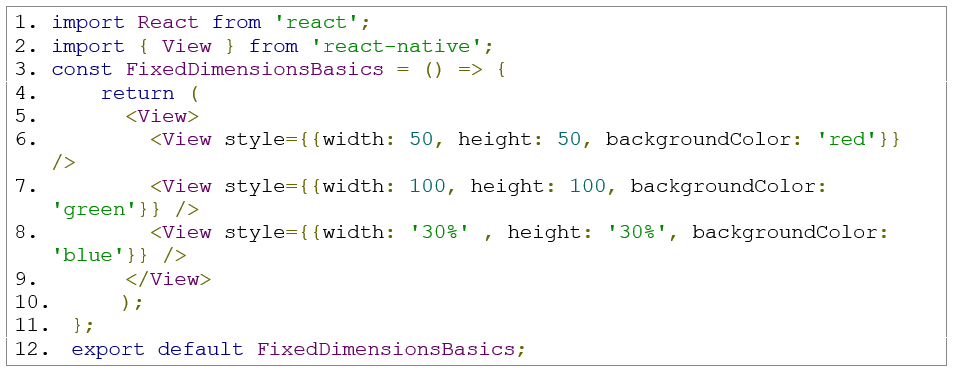 1. import React from 'react';
2. import { View } from 'react-native';
3. const FixedDimensionsBasics = () => {
4.     return (
5.       <View>
6.         <View style={{width: 50, height: 50, backgroundColor: 'red'}}
/>
7.         <View style={{width: 100, height: 100, backgroundColor:
'green'}} />
8.         <View style={{width: '30%' , height: '30%', backgroundColor:
'blue'}} />
9.       </View>
10.      );
11.  };
12.  export default FixedDimensionsBasics;